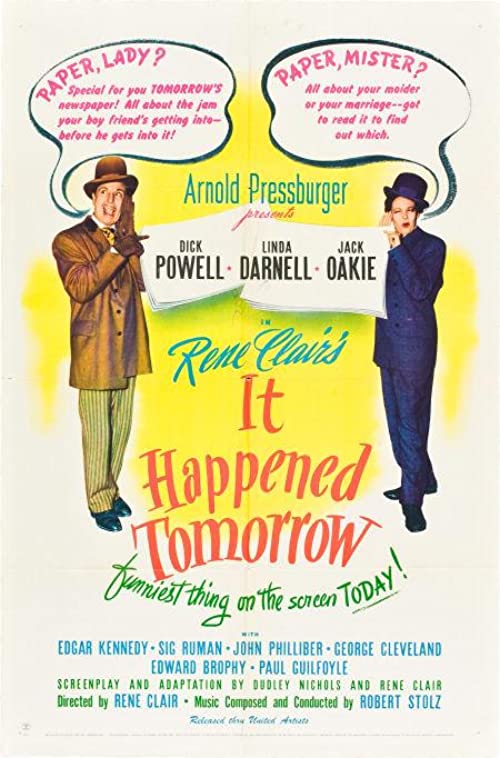 PAPER, LADY?
Special for you TOMORROW'S
newspaper! All about the jam
your boy friend's getting into—
before he gets into it!
PAPER, MISTER?
All about your moider
or your marriage--got
to read it to find
out which.
Arnold Pressburger
presents
DICK POWELL • LINDA DARNELL • JACK OAKIE
IN
Rene Clair's
It
Happened
Tomorrow
funniest thing on the screen TODAY!
WITH
EDGAR KENNEDY • SIG RUMAN • JOHN PHILLIBER • GEORGE CLEVELAND
EDWARD BROPHY • PAUL GUILFOYLE
SCREENPLAY AND ADAPTATION BY DUDLEY NICHOLS AND RENE CLAIR
Directed by RENE CLAIR • Music Composed and Conducted by ROBERT STOLZ
Released thru United Artists